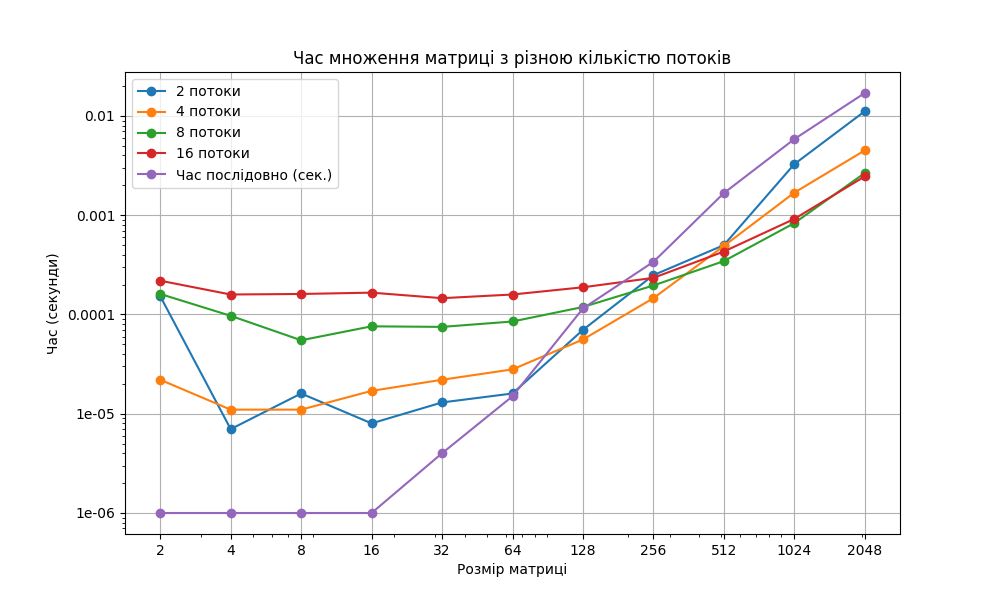 Час множення матриці з різною кількістю потоків
2 потоки
4 потоки
8 потоки
16 потоки
Час послідовно (сек.)
Час (секунди)
0.01
0.001
0.0001
1e-05
1e-06
2 4 8 16 32 64 128 256 512 1024 2048
Розмір матриці